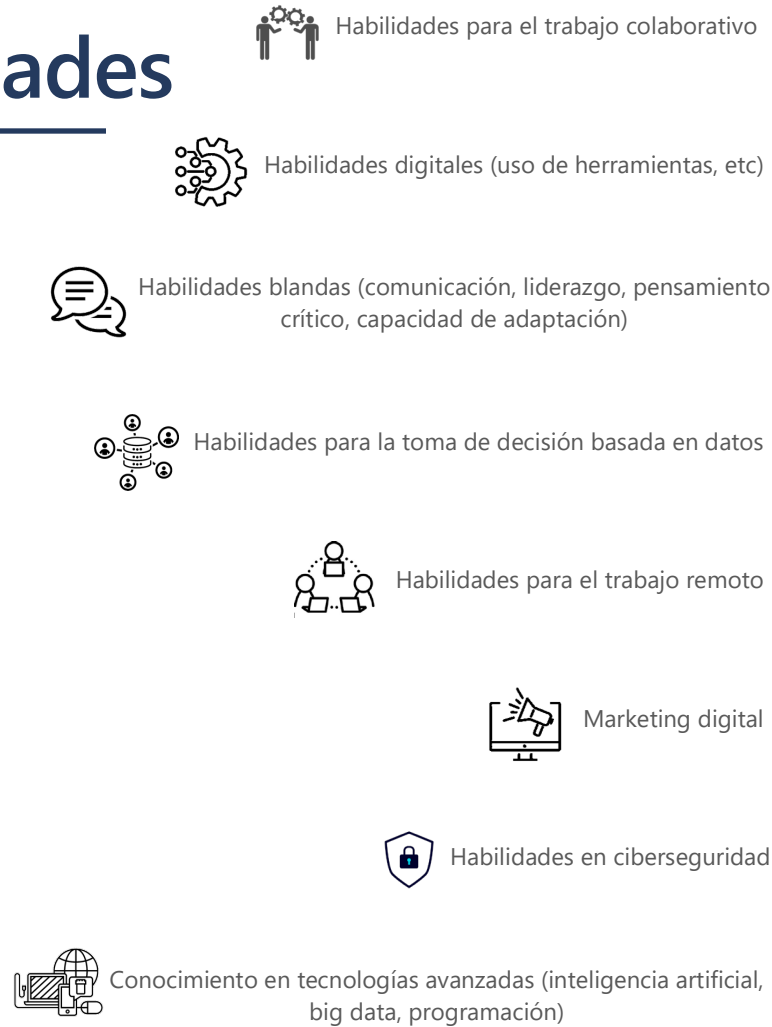 Habilidades para el trabajo colaborativo
ades
Habilidades digitales (uso de herramientas, etc)
Habilidades blandas (comunicación, liderazgo, pensamiento
crítico, capacidad de adaptación)
Habilidades para la toma de decisión basada en datos
Habilidades para el trabajo remoto
Marketing digital
Habilidades en ciberseguridad
Conocimiento en tecnologías avanzadas (inteligencia artificial,
big data, programación)